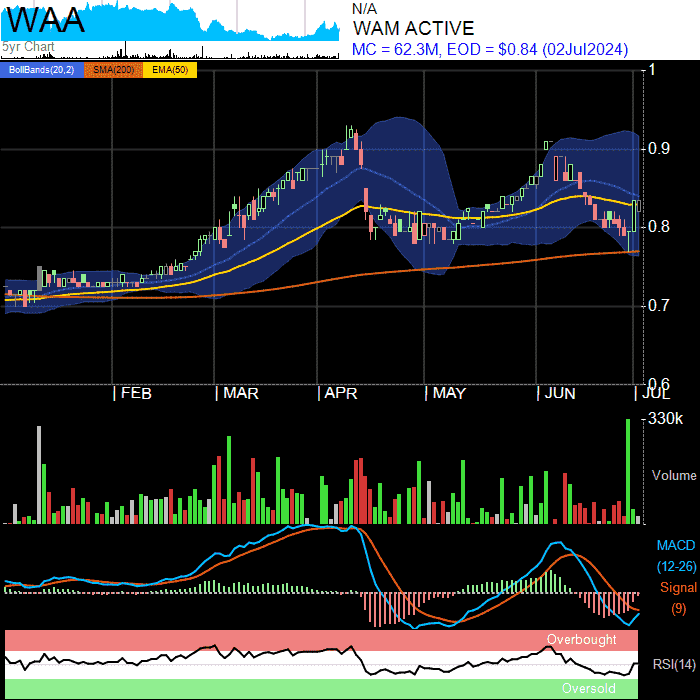 WAA
5yr Chart
N/A
WAM ACTIVE
MC = 62.3M, EOD = $0.84 (02Jul2024)
BollBands(20,2) SMA(200) EMA(50)
1
0.9
0.8
0.7
0.6
FEB MAR APR MAY JUN JUL
330k
Volume
MACD
(12-26)
Signal
(9)
Overbought
RSI(14)
Oversold